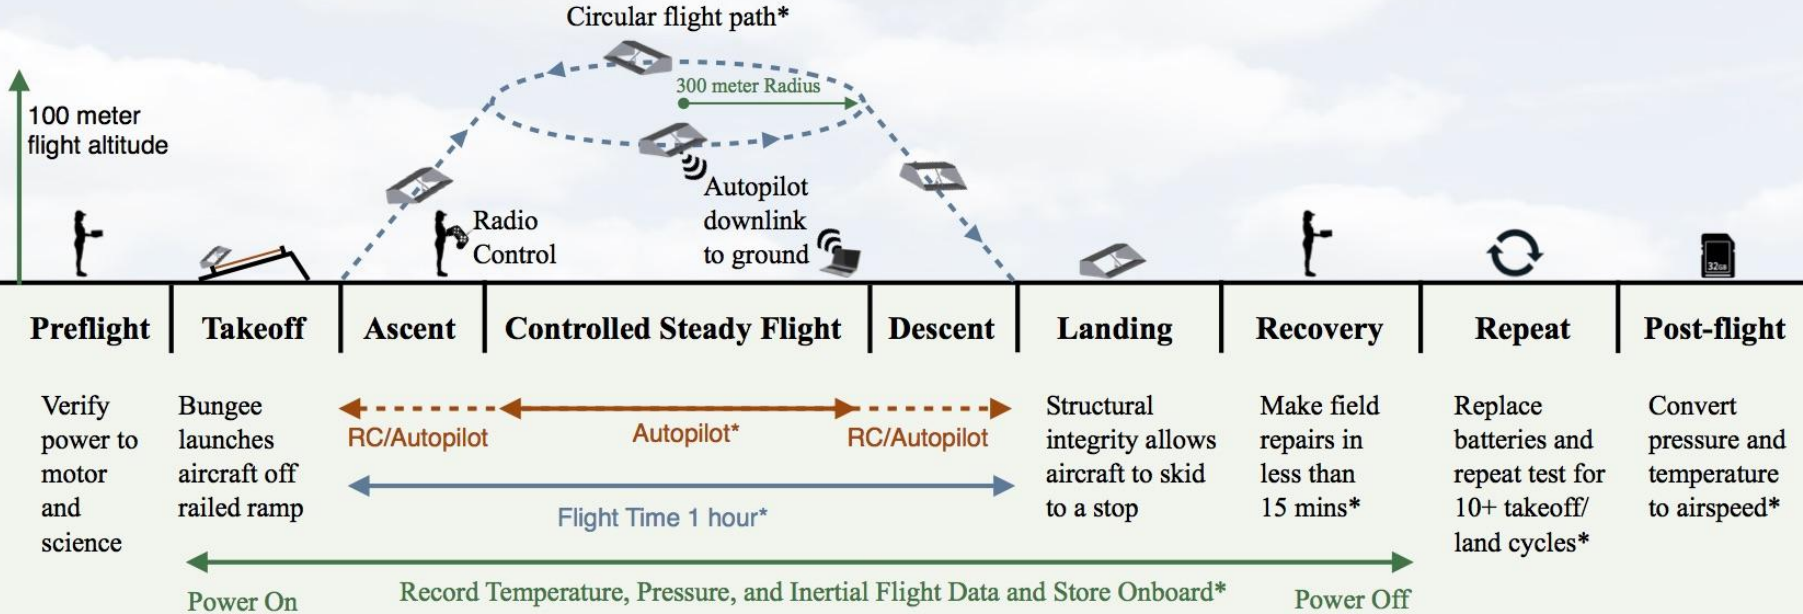 Circular flight path*
300 meter Radius
100 meter
flight altitude
Radio
Control
Autopilot
downlink
to ground
32GB
Preflight
Takeoff
Ascent
Controlled Steady Flight
Descent
Landing
Recovery
Repeat
Post-flight
Verify
power to
motor
and
science
Bungee
launches
aircraft off
railed ramp
RC/Autopilot
Autopilot*
RC/Autopilot
Flight Time 1 hour*
Structural
integrity allows
aircraft to skid
to a stop
Make field
repairs in
less than
15 mins*
Replace
batteries and
repeat test for
10+ takeoff/
land cycles*
Convert
pressure and
temperature
to airspeed*
Power On
Record Temperature, Pressure, and Inertial Flight Data and Store Onboard*
Power Off